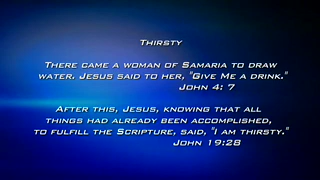 Thirsty
There came a woman of Samaria to draw
water. Jesus said to her, "Give Me a drink."
John 4: 7
After this, Jesus, knowing that all
things had already been accomplished,
to fulfill the Scripture, said, "I am thirsty."
John 19:28